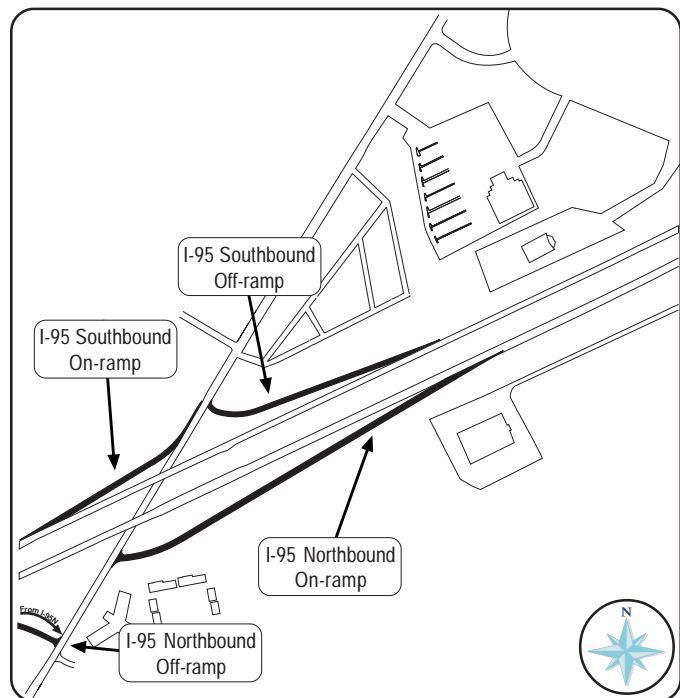 I-95 Southbound
Off-ramp
I-95 Southbound
On-ramp
I-95 Northbound
On-ramp
From I-95N
I-95 Northbound
Off-ramp
N